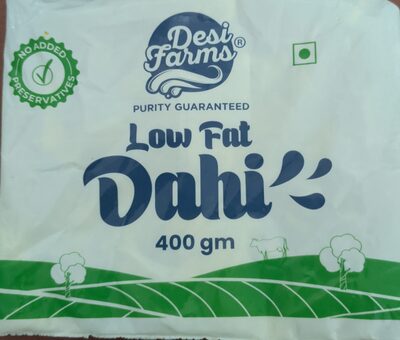 Desi
Farms®
PURITY GUARANTEED
NO ADDED
PRESERVATIVES
Low Fat
Dahi
400 gm